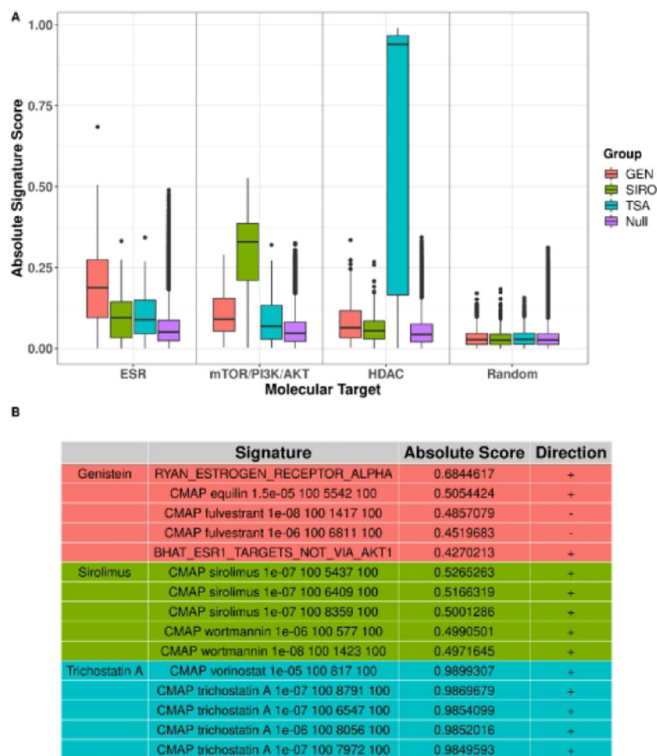 A
1.00
0.75
0.50
0.25
0.00
Absolute Signature Score
ESR mTOR/PI3K/AKT HDAC Random
Molecular Target
Group
GEN
SIRO
TSA
Null
B
Signature Absolute Score Direction
Genistein RYAN_ESTROGEN_RECEPTOR_ALPHA 0.6844617 +
CMAP equilin 1.5e-05 100 5542 100 0.5054424 +
CMAP fulvestrant 1e-08 100 1417 100 0.4857079 -
CMAP fulvestrant 1e-06 100 6811 100 0.4519683 -
BHAT_ESR1_TARGETS_NOT_VIA_AKT1 0.4270213 +
Sirolimus CMAP sirolimus 1e-07 100 5437 100 0.5265263 +
CMAP sirolimus 1e-07 100 6409 100 0.5166319 +
CMAP sirolimus 1e-07 100 8359 100 0.5001286 +
CMAP wortmannin 1e-06 100 577 100 0.4990501 +
CMAP wortmannin 1e-08 100 1423 100 0.4971645 +
Trichostatin A CMAP vorinostat 1e-05 100 817 100 0.9899307 +
CMAP trichostatin A 1e-07 100 8791 100 0.9869679 +
CMAP trichostatin A 1e-07 100 6547 100 0.9854099 +
CMAP trichostatin A 1e-06 100 8056 100 0.9852016 +
CMAP trichostatin A 1e-07 100 7972 100 0.9849593 +